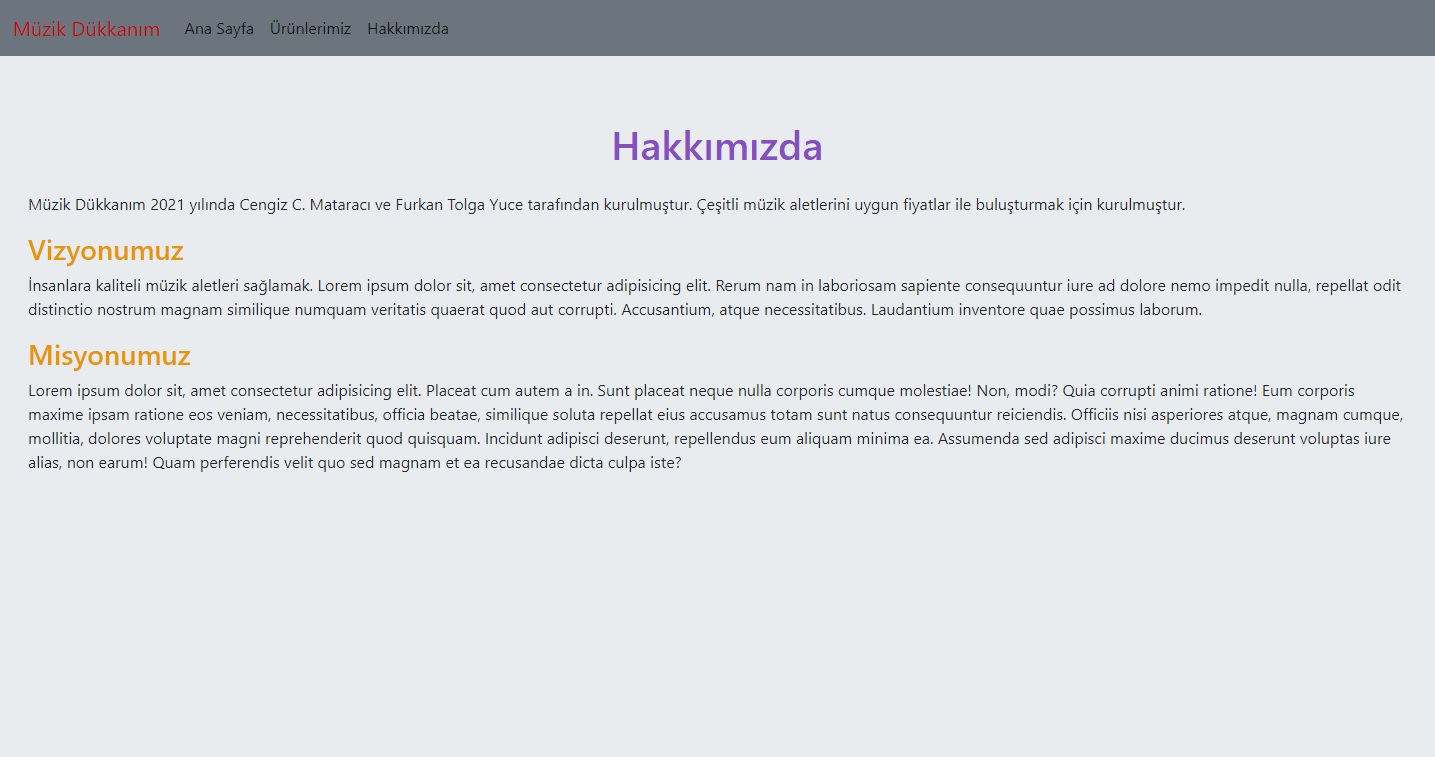 Müzik Dükkanım Ana Sayfa Ürünlerimiz Hakkımızda
Hakkımızda
Müzik Dükkanım 2021 yılında Cengiz C. Mataracı ve Furkan Tolga Yuce tarafından kurulmuştur. Çeşitli müzik aletlerini uygun fiyatlar ile buluşturmak için kurulmuştur.
Vizyonumuz
İnsanlara kaliteli müzik aletleri sağlamak. Lorem ipsum dolor sit, amet consectetur adipisicing elit. Rerum nam in laboriosam sapiente consequuntur iure ad dolore nemo impedit nulla, repellat odit
distinctio nostrum magnam similique numquam veritatis quaerat quod aut corrupti. Accusantium, atque necessitatibus. Laudantium inventore quae possimus laborum.
Misyonumuz
Lorem ipsum dolor sit, amet consectetur adipisicing elit. Placeat cum autem a in. Sunt placeat neque nulla corporis cumque molestiae! Non, modi? Quia corrupti animi ratione! Eum corporis
maxime ipsam ratione eos veniam, necessitatibus, officia beatae, similique soluta repellat eius accusamus totam sunt natus consequuntur reiciendis. Officiis nisi asperiores atque, magnam cumque,
mollitia, dolores voluptate magni reprehenderit quod quisquam. Incidunt adipisci deserunt, repellendus eum aliquam minima ea. Assumenda sed adipisci maxime ducimus deserunt voluptas iure
alias, non earum! Quam perferendis velit quo sed magnam et ea recusandae dicta culpa iste?